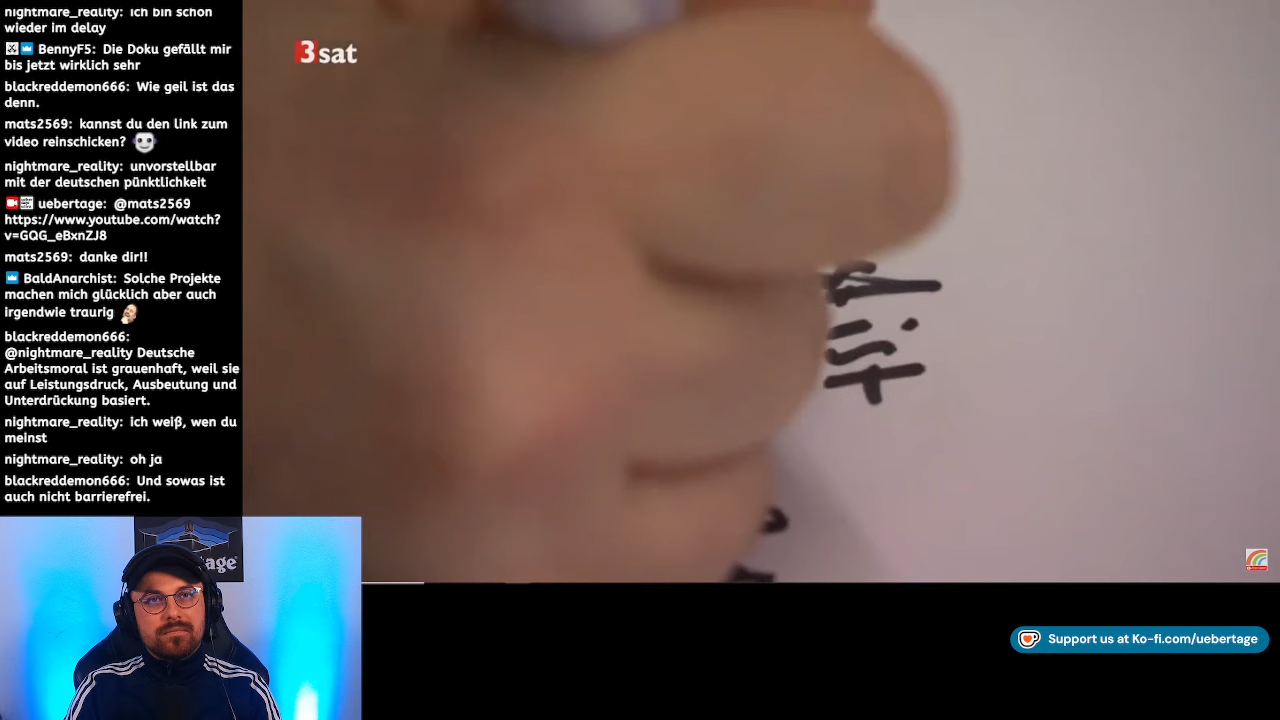 nightmare_reality: ich bin schon
wieder im delay
BennyF5: Die Doku gefällt mir
bis jetzt wirklich sehr
blackreddemon666: Wie geil ist das
denn.
mats2569: kannst du den link zum
video reinschicken?
nightmare_reality: unvorstellbar
mit der deutschen pünktlichkeit
uebertage: @mats2569
https://www.youtube.com/watch?
v=GQG_eBxnZJ8
mats2569: danke dir!!
BaldAnarchist: Solche Projekte
machen mich glücklich aber auch
irgendwie traurig
blackreddemon666:
@nightmare_reality Deutsche
Arbeitsmoral ist grauenhaft, weil sie
auf Leistungsdruck, Ausbeutung und
Unterdrückung basiert.
nightmare_reality: ich weiß, wen du
meinst
nightmare_reality: oh ja
blackreddemon666: Und sowas ist
auch nicht barrierefrei.
3sat
Support us at Ko-fi.com/uebertage